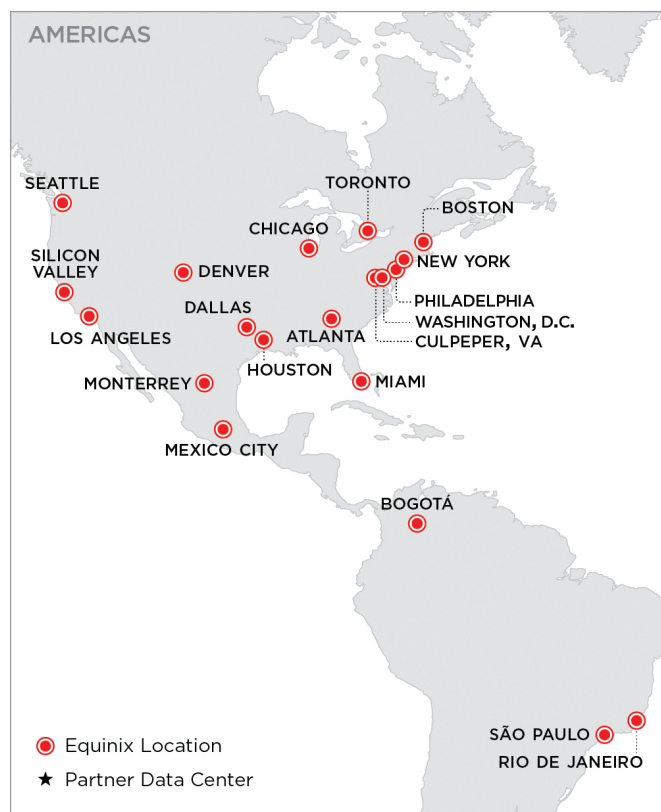 AMERICAS
SEATTLE
TORONTO
BOSTON
CHICAGO
SILICON
VALLEY
DENVER
NEW YORK
DALLAS
PHILADELPHIA
LOS ANGELES
ATLANTA
WASHINGTON, D.C.
CULPEPER, VA
HOUSTON
MONTERREY
MIAMI
MEXICO CITY
BOGOTÁ
SÃO PAULO
RIO DE JANEIRO
Equinix Location
Partner Data Center